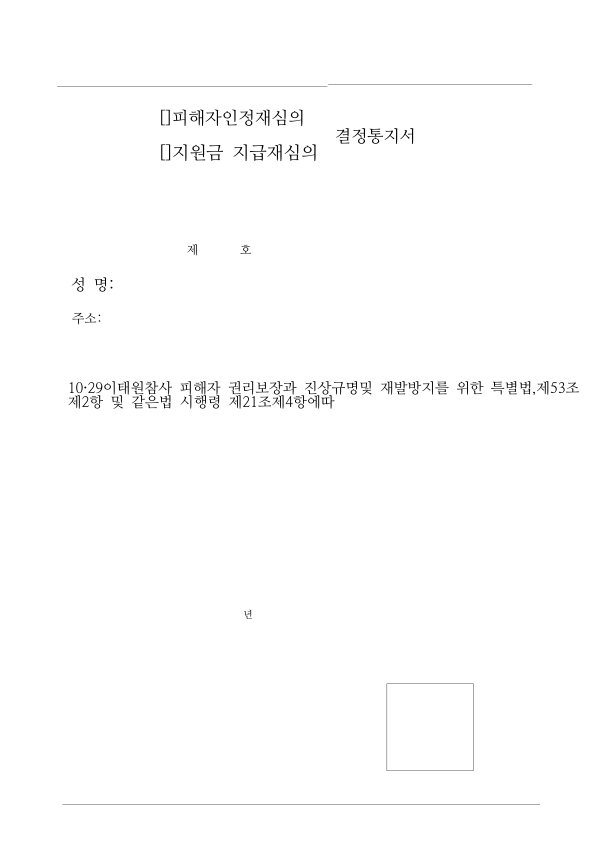 []피해자인정재심의
결정통지서
[]지원금 지급재심의
제 호
성 명:
주소:
10·29이태원참사 피해자 권리보장과 진상규명및 재발방지를 위한 특별법,제53조
제2항 및 같은법 시행령 제21조제4항에따
년